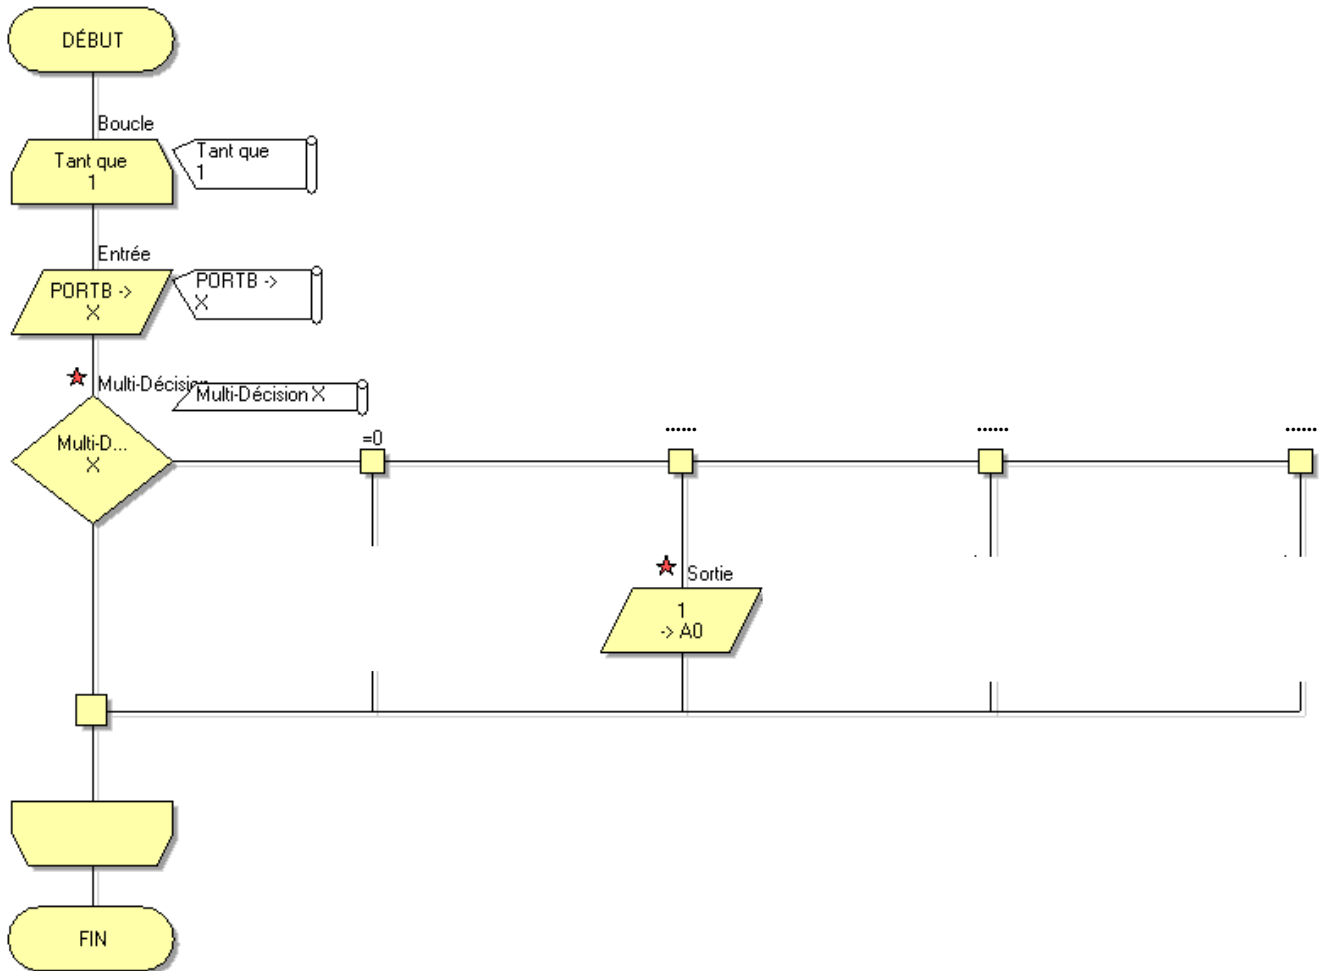 DÉBUT
Boucle
Tant que
1
Tant que
1
Entrée
PORTB ->
X
PORTB ->
X
Multi-Décision
Multi-Décision X
Multi-D...
X
=0
......
......
......
Sortie
1
-> A0
FIN